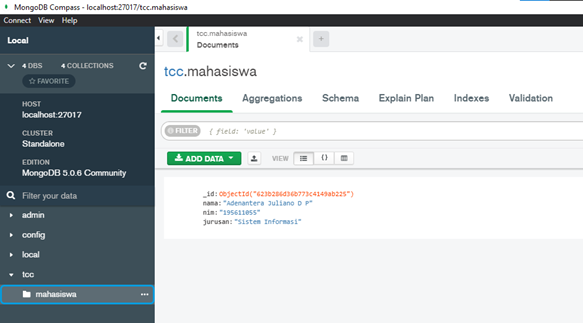 MongoDB Compass - localhost:27017/tcc.mahasiswa
Connect View Help
Local
4 DBS 4 COLLECTIONS
FAVORITE
HOST
localhost:27017
CLUSTER
Standalone
EDITION
MongoDB 5.0.6 Community
Filter your data
admin
config
local
tcc
mahasiswa
tcc.mahasiswa
Documents
tcc.mahasiswa
Documents Aggregations Schema Explain Plan Indexes Validation
FILTER { field: 'value' }
ADD DATA VIEW
_id:ObjectId("623b286d36b773c4149ab225")
nama:"Adenantera Juliano D P"
nim:"195611055"
jurusan:"Sistem Informasi"